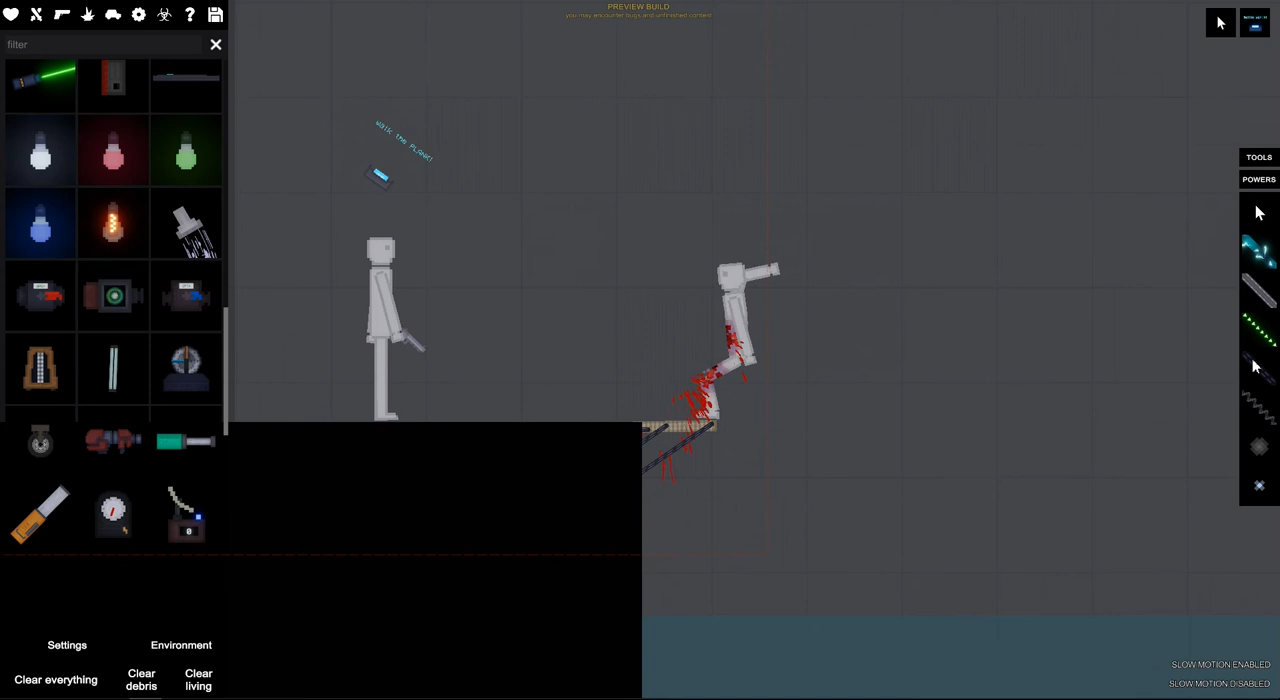 PREVIEW BUILD
you may encounter bugs and unfinished content
filter
Walk the PLANK!
TOOLS
POWERS
0
Settings
Environment
Clear everything
Clear debris
Clear living
SLOW MOTION ENABLED
SLOW MOTION DISABLED